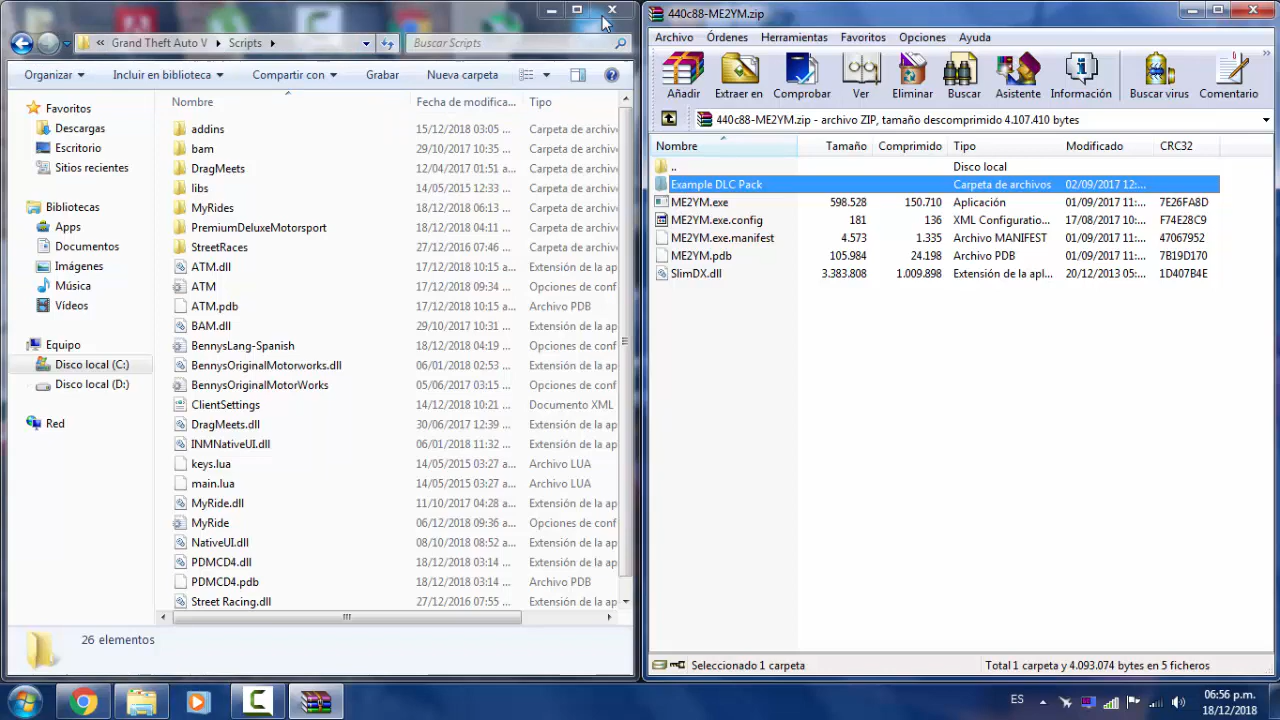 Grand Theft Auto V ▸ Scripts ▸
Buscar Scripts
Organizar
Incluir en biblioteca
Compartir con
Grabar
Nueva carpeta
Favoritos
Descargas
Escritorio
Sitios recientes
Bibliotecas
Apps
Documentos
Imágenes
Música
Vídeos
Equipo
Disco local (C:)
Disco local (D:)
Red
Nombre Fecha de modifica... Tipo
addins 15/12/2018 03:05 ... Carpeta de archivo
bam 29/10/2017 10:35 ... Carpeta de archivo
DragMeets 12/04/2017 01:51 a... Carpeta de archivo
libs 14/05/2015 12:33 ... Carpeta de archivo
MyRides 18/12/2018 06:13 ... Carpeta de archivo
PremiumDeluxeMotorsport 18/12/2018 04:11 ... Carpeta de archivo
StreetRaces 27/12/2016 07:46 ... Carpeta de archivo
ATM.dll 17/12/2018 10:15 ... Extensión de la ap
ATM 17/12/2018 09:34 ... Opciones de conf
ATM.pdb 17/12/2018 10:15 ... Archivo PDB
BAM.dll 29/10/2017 10:31 ... Extensión de la ap
BennysLang-Spanish 18/12/2018 04:19 ... Opciones de conf
BennysOriginalMotorworks.dll 06/01/2018 02:53 ... Extensión de la ap
BennysOriginalMotorWorks 05/06/2017 03:15 ... Opciones de conf
ClientSettings 14/12/2018 10:21 ... Documento XML
DragMeets.dll 30/06/2017 12:39 ... Extensión de la ap
INMNativeUI.dll 06/01/2018 11:32 ... Extensión de la ap
keys.lua 14/05/2015 03:27 a... Archivo LUA
main.lua 14/05/2015 03:27 a... Archivo LUA
MyRide.dll 11/10/2017 04:28 a... Extensión de la ap
MyRide 06/12/2018 09:36 a... Opciones de conf
NativeUI.dll 08/10/2018 08:52 a... Extensión de la ap
PDMCD4.dll 18/12/2018 03:14 ... Extensión de la ap
PDMCD4.pdb 18/12/2018 03:14 ... Archivo PDB
Street Racing.dll 27/12/2016 07:55 ... Extensión de la ap
26 elementos
440c88-ME2YM.zip
Archivo Órdenes Herramientas Favoritos Opciones Ayuda
Añadir Extraer en Comprobar Ver Eliminar Buscar Asistente Información Buscar virus Comentario
440c88-ME2YM.zip - archivo ZIP, tamaño descomprimido 4.107.410 bytes
Nombre Tamaño Comprimido Tipo Modificado CRC32
.. Disco local
Example DLC Pack Carpeta de archivos 02/09/2017 12:...
ME2YM.exe 598.528 150.710 Aplicación 01/09/2017 11:... 7E26FA8D
ME2YM.exe.config 181 136 XML Configuratio... 17/08/2017 10:... F74E28C9
ME2YM.exe.manifest 4.573 1.335 Archivo MANIFEST 01/09/2017 11:... 47067952
ME2YM.pdb 105.984 24.198 Archivo PDB 01/09/2017 11:... 7B19D170
SlimDX.dll 3.383.808 1.009.898 Extensión de la apl... 20/12/2013 05:... 1D407B4E
Seleccionado 1 carpeta
Total 1 carpeta y 4.093.074 bytes en 5 ficheros
ES
06:56 p.m.
18/12/2018